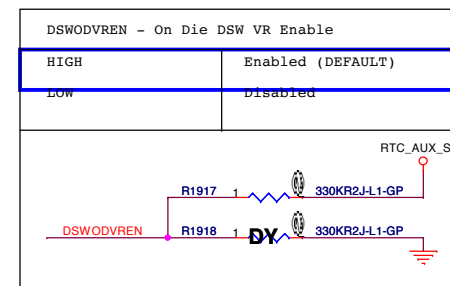 DSWODVREN - On Die DSW VR Enable
HIGH Enabled (DEFAULT)
LOW Disabled
RTC_AUX_S
R1917 1 330KR2J-L1-GP
DSWODVREN R1918 1 DY 330KR2J-L1-GP